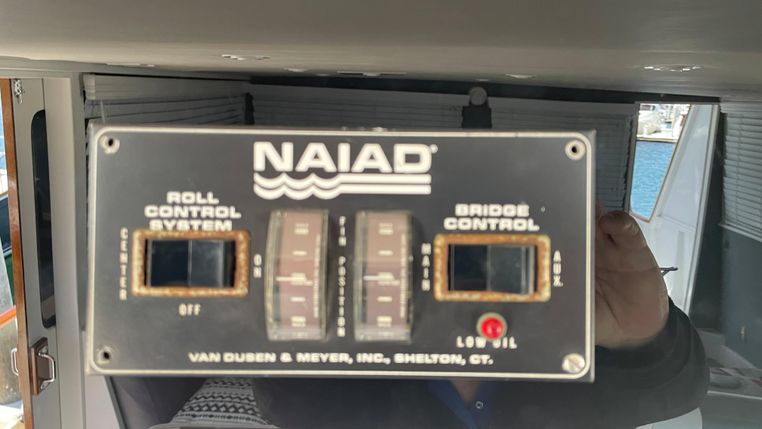 NAIAD®
ROLL
CONTROL
SYSTEM
CENTER
ON
OFF
FIN POSITION
BRIDGE
CONTROL
MAIN
AUX.
LOW OIL
VAN DUSEN & MEYER, INC., SHELTON, CT.